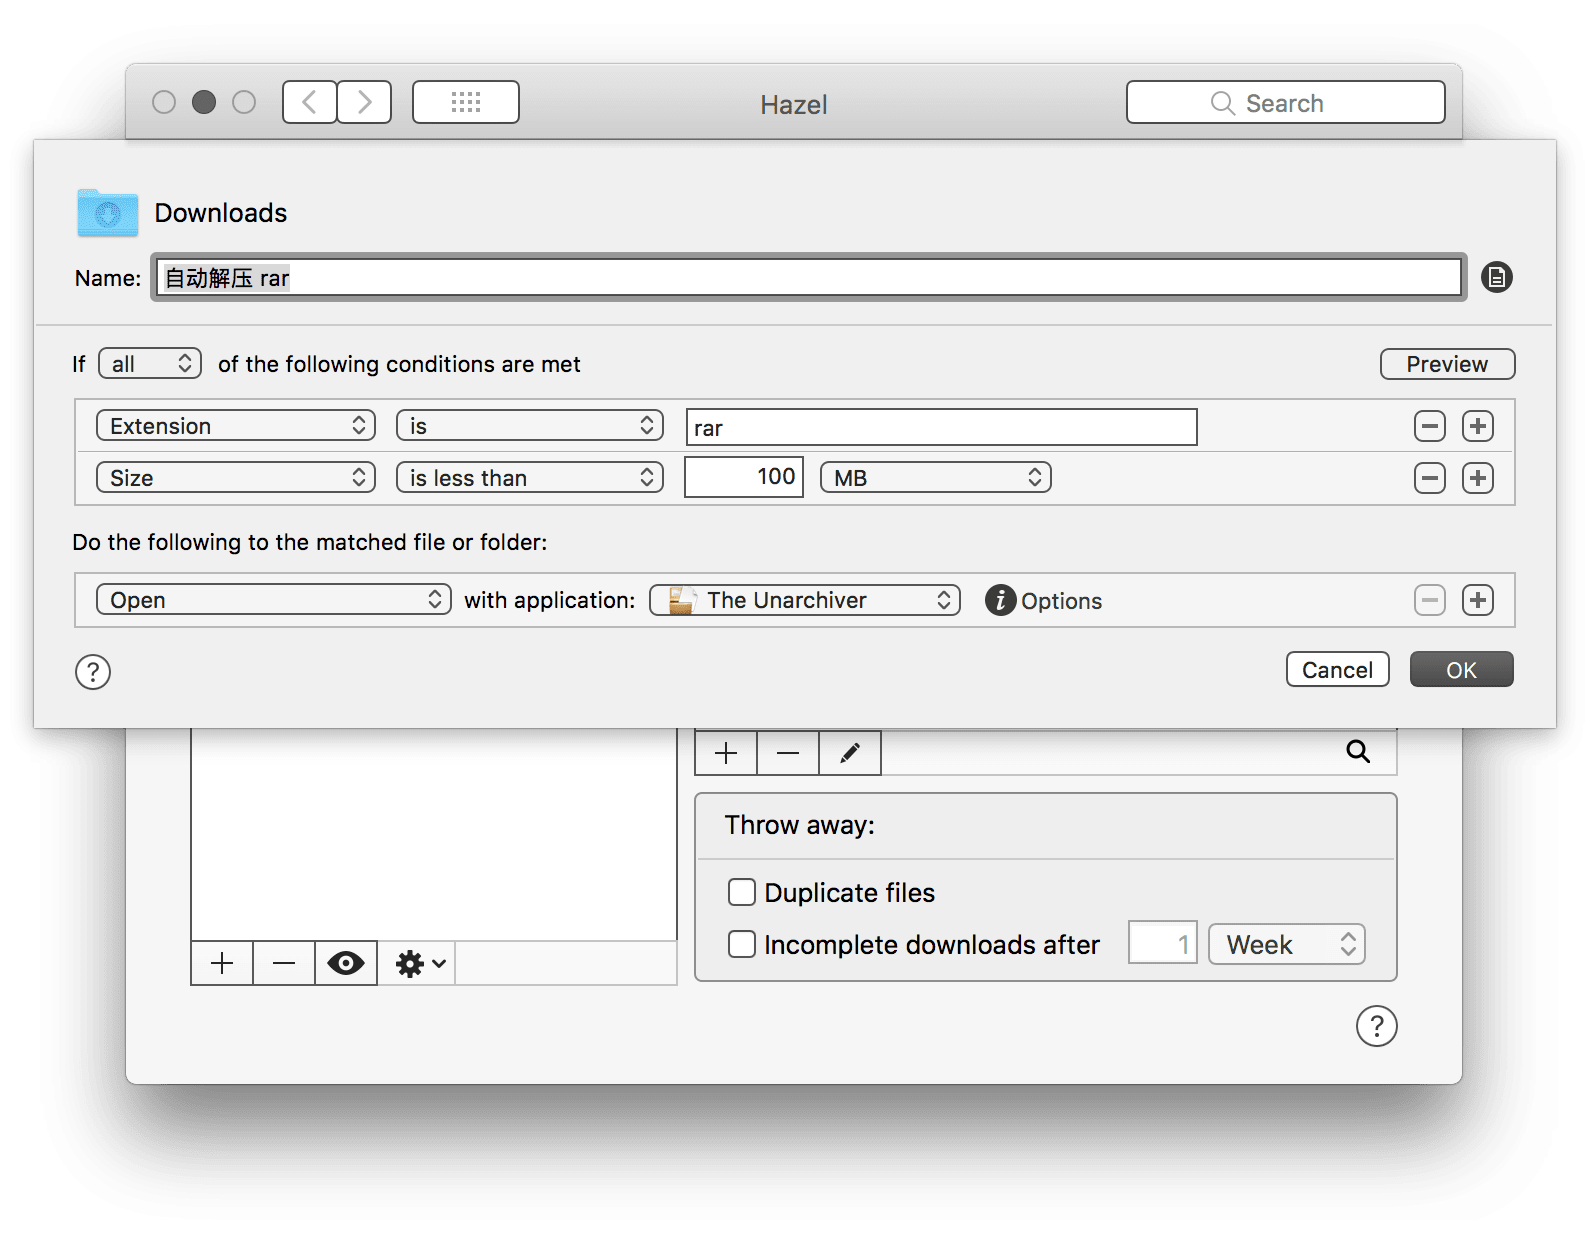 Hazel
Search
Downloads
Name: 自动解压 rar
If all of the following conditions are met Preview
Extension is rar
Size is less than 100 MB
Do the following to the matched file or folder:
Open with application: The Unarchiver i Options
? Cancel OK
Throw away:
Duplicate files
Incomplete downloads after 1 Week
?